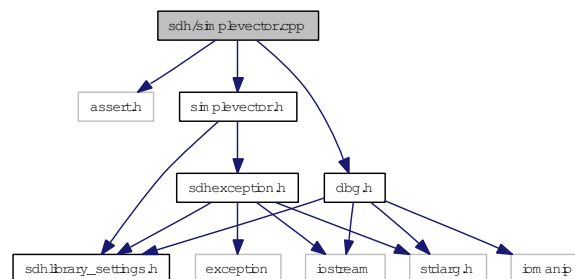 sdh/simplevector.cpp
assert.h
simplevector.h
sdhexception.h
dbg.h
sdhlibrary_settings.h
exception
iostream
stdarg.h
iomanip